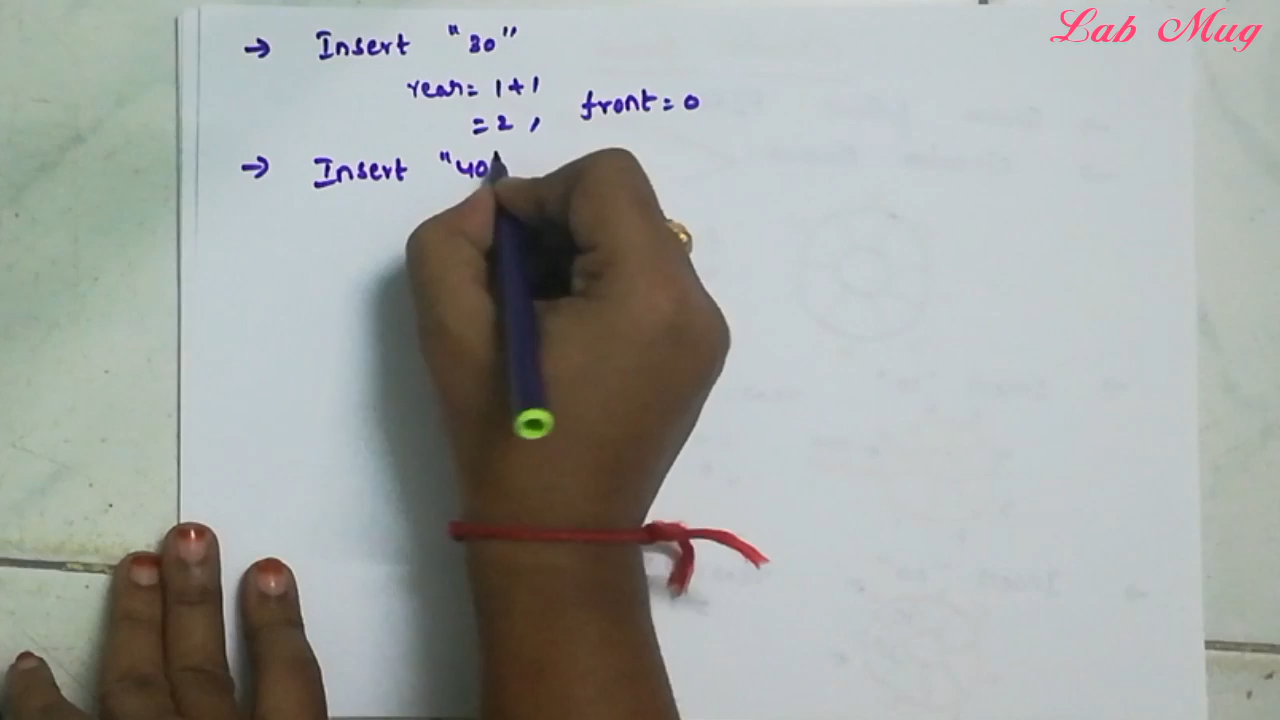 Lab Mug
→ Insert "30"
rear = 1+1
= 2 , front = 0
→ Insert "40